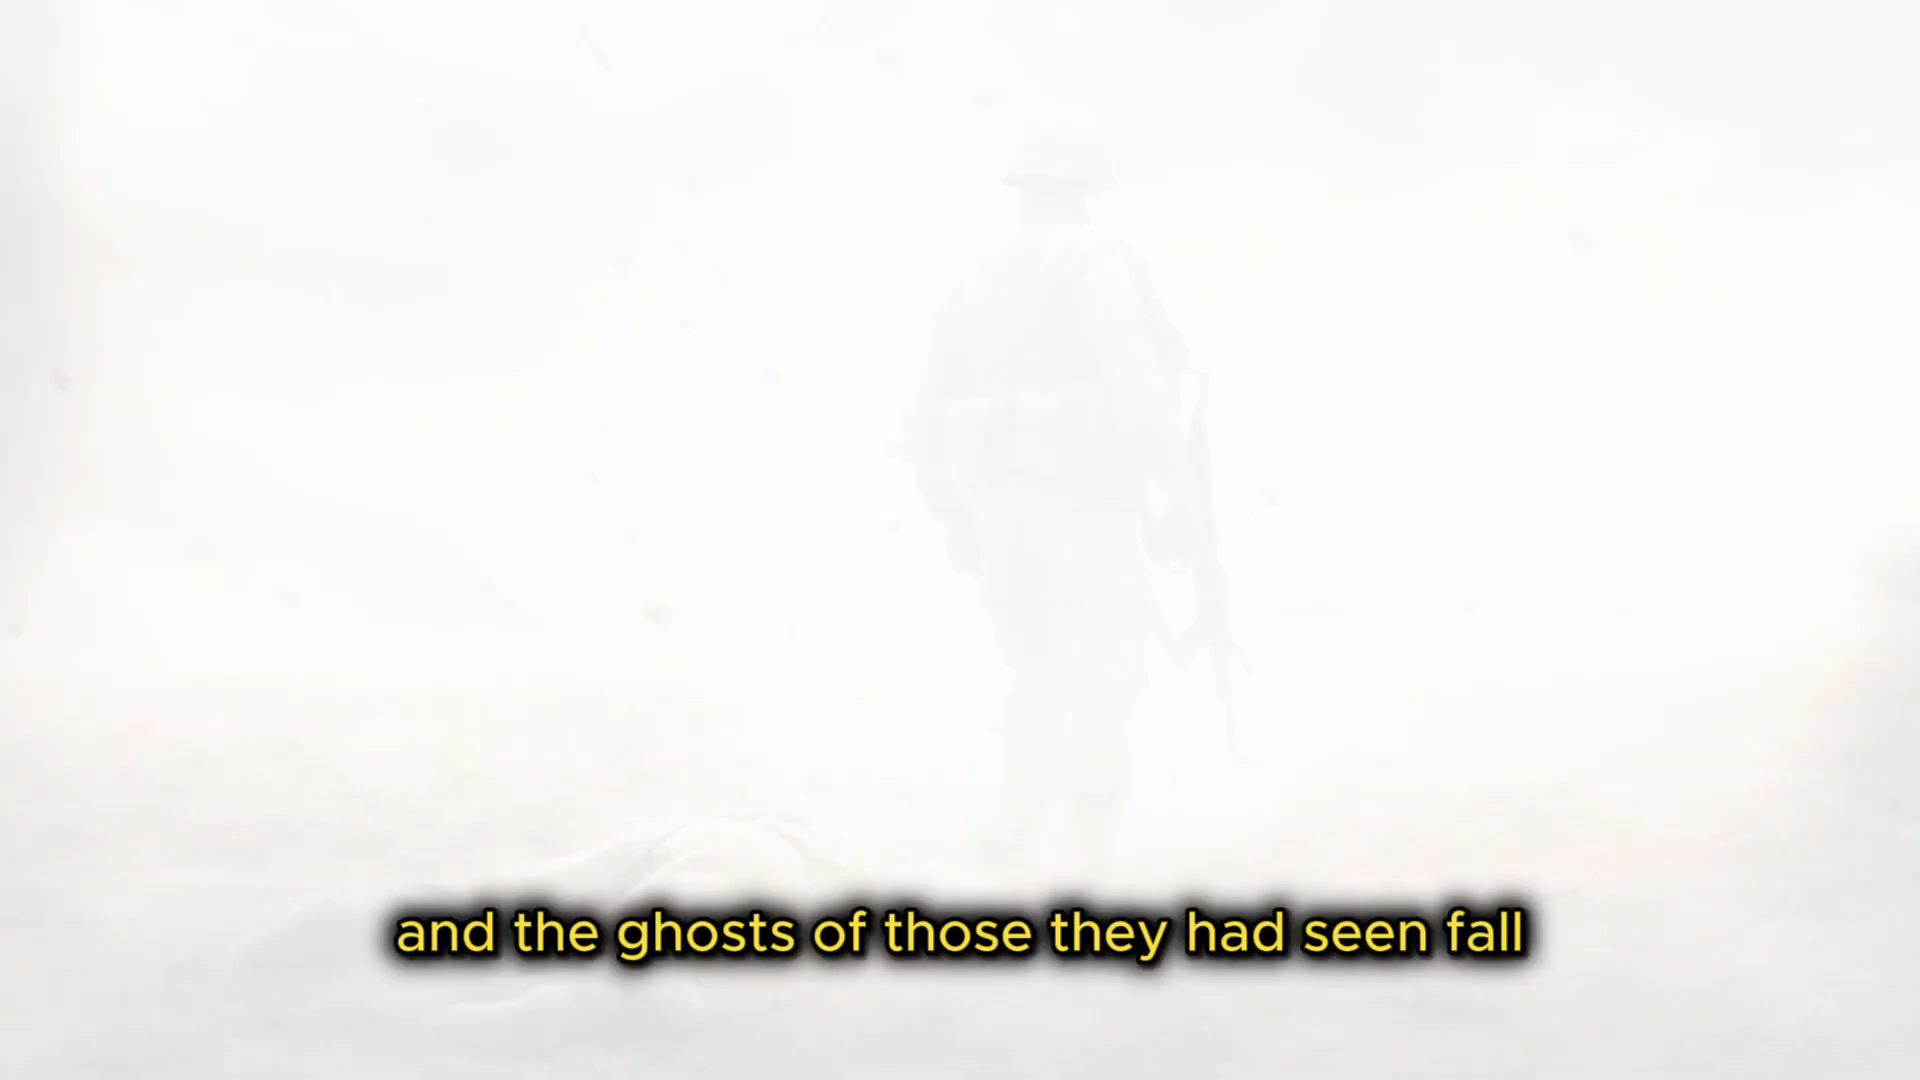 and the ghosts of those they had seen fall